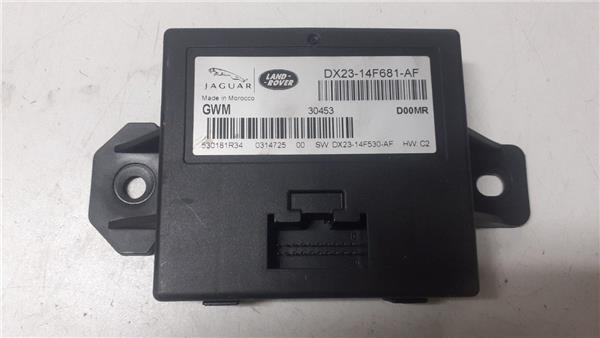 JAGUAR
LAND-
ROVER
DX23-14F681-AF
Made in Morocco
GWM 30453 D00MR
530181R34 0314725 00 SW: DX23-14F530-AF HW: C2